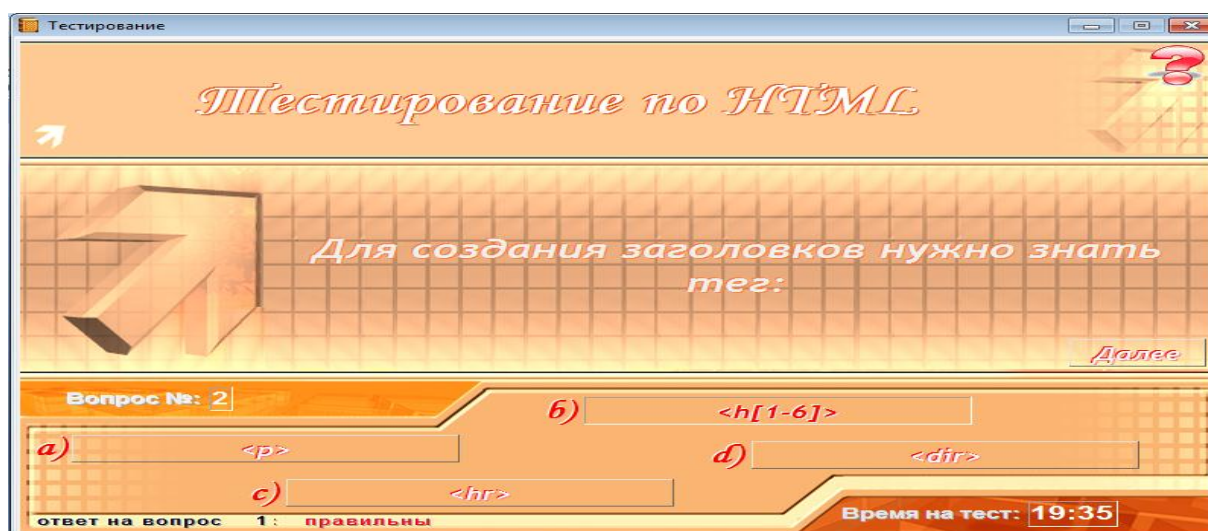 Тестирование
Тестирование по HTML
Для создания заголовков нужно знать
тег:
Далее
Вопрос №: 2
б) <h[1-6]>
а) <p>
d) <dir>
с) <hr>
ответ на вопрос 1: правильны
Время на тест: 19:35